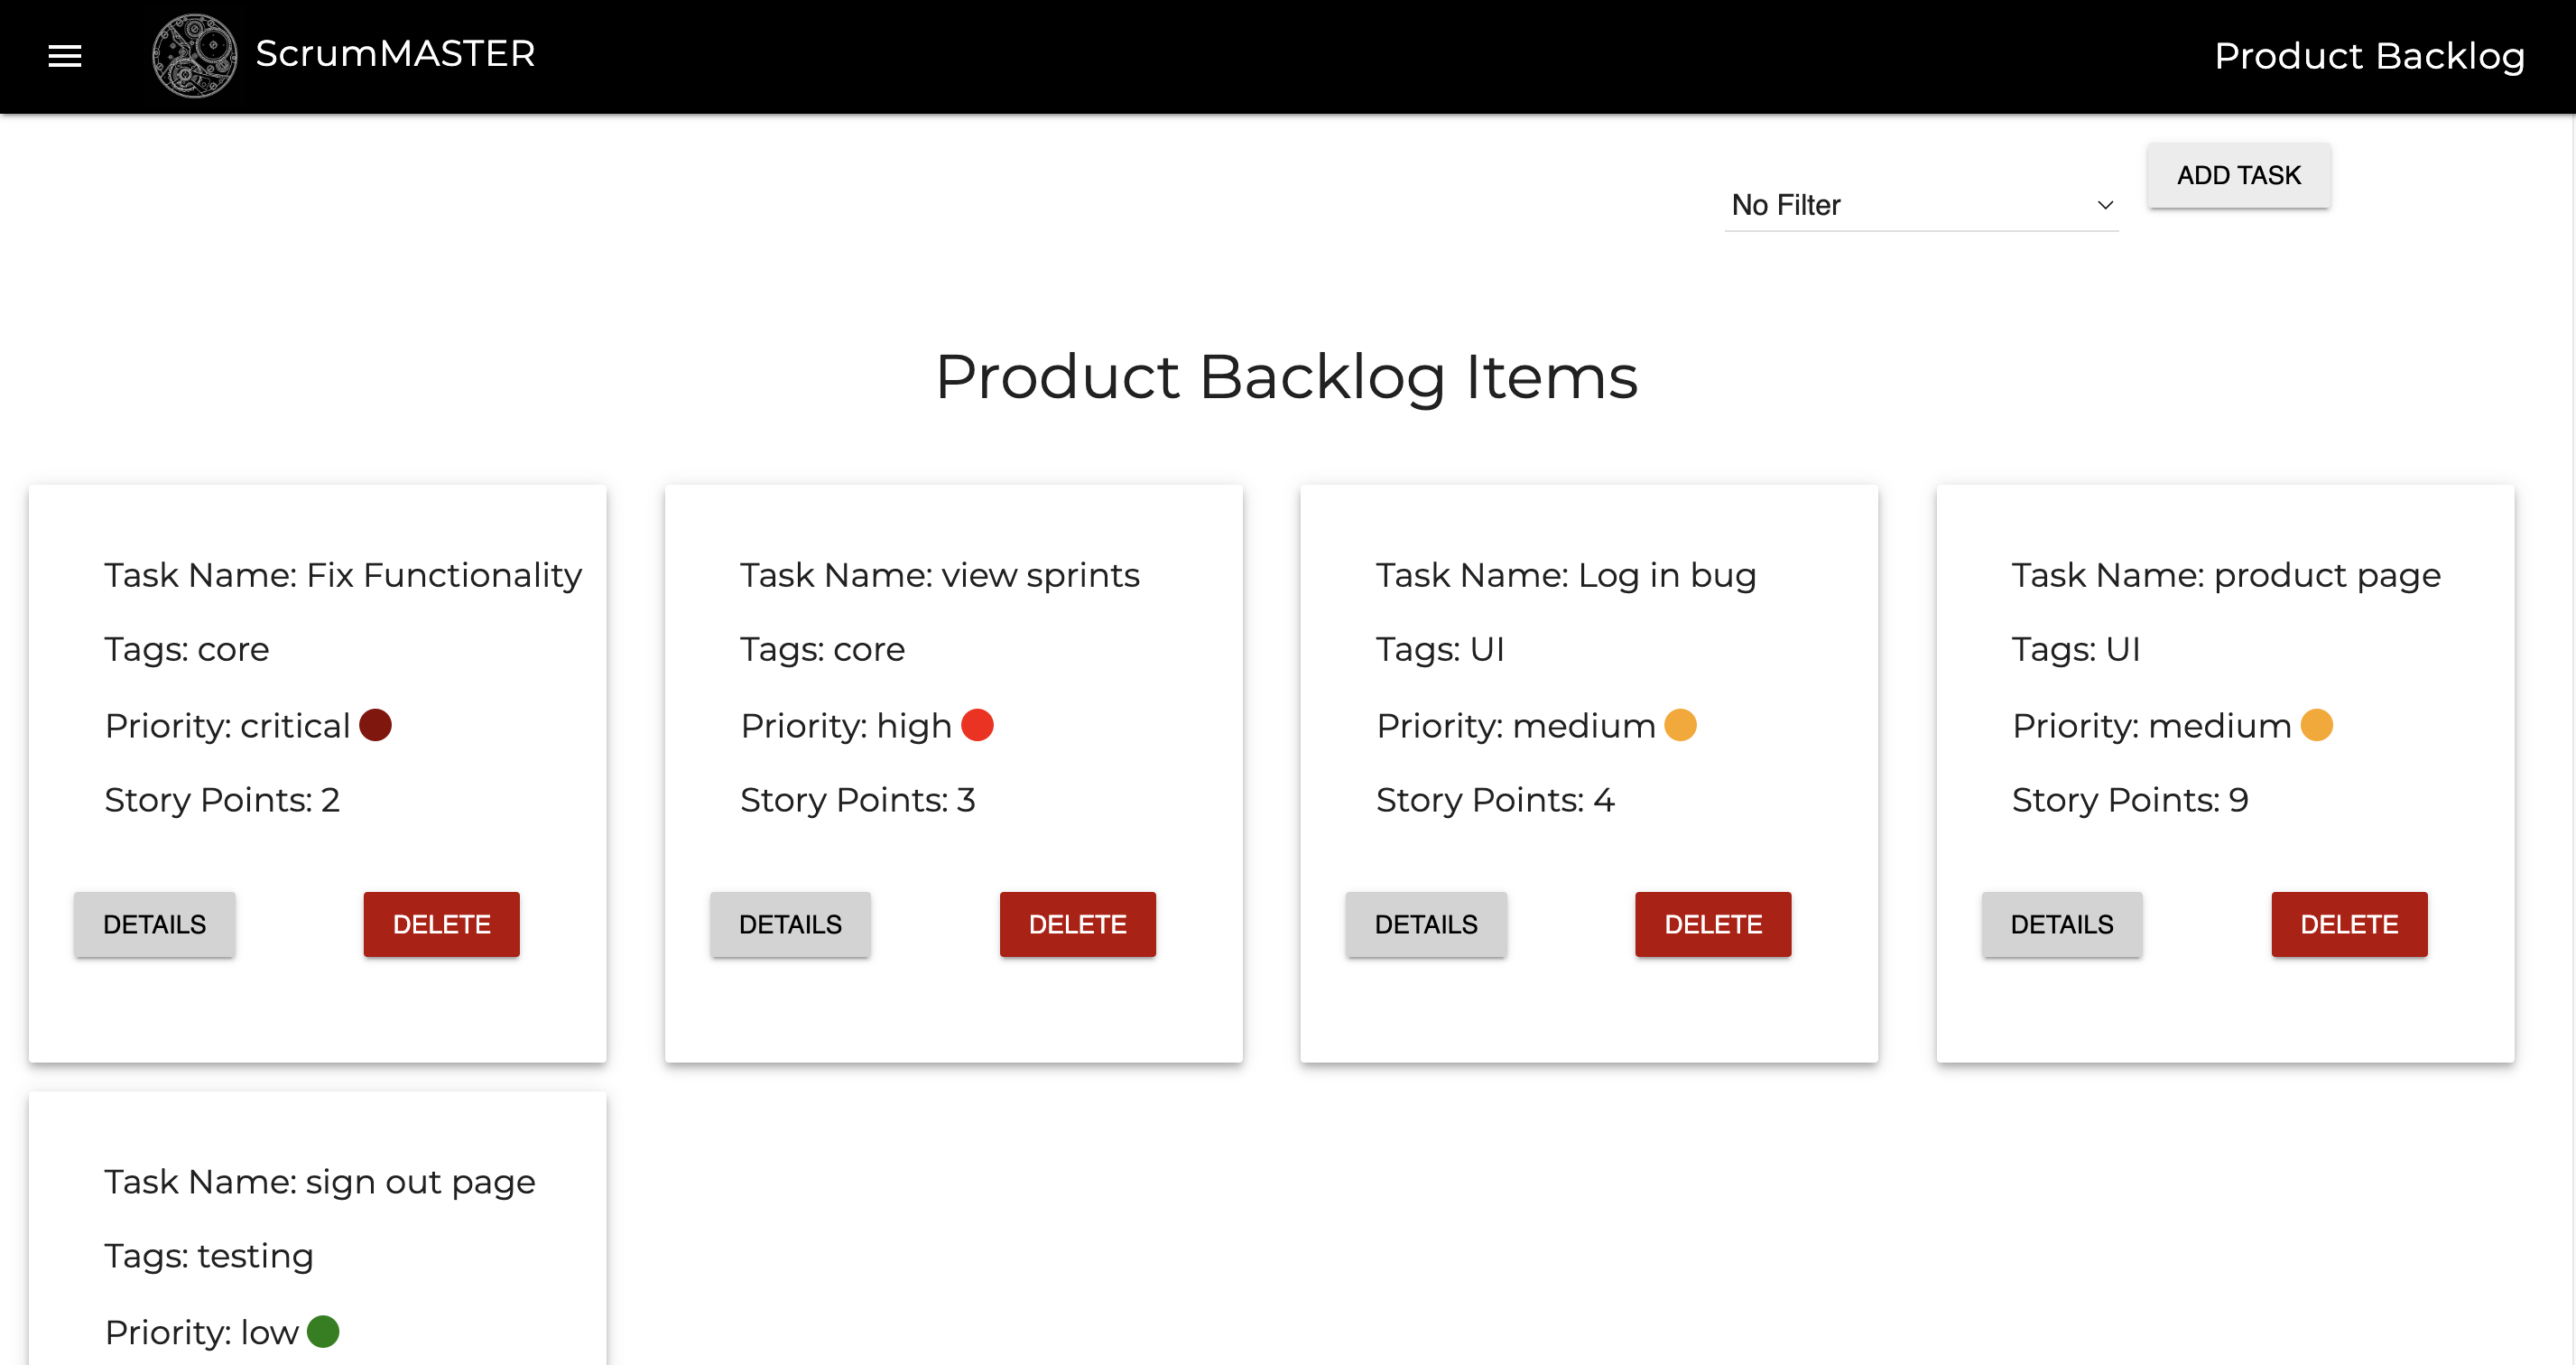 ScrumMASTER
Product Backlog
ADD TASK
No Filter
Product Backlog Items
Task Name: Fix Functionality
Tags: core
Priority: critical
Story Points: 2
DETAILS
DELETE
Task Name: view sprints
Tags: core
Priority: high
Story Points: 3
DETAILS
DELETE
Task Name: Log in bug
Tags: UI
Priority: medium
Story Points: 4
DETAILS
DELETE
Task Name: product page
Tags: UI
Priority: medium
Story Points: 9
DETAILS
DELETE
Task Name: sign out page
Tags: testing
Priority: low